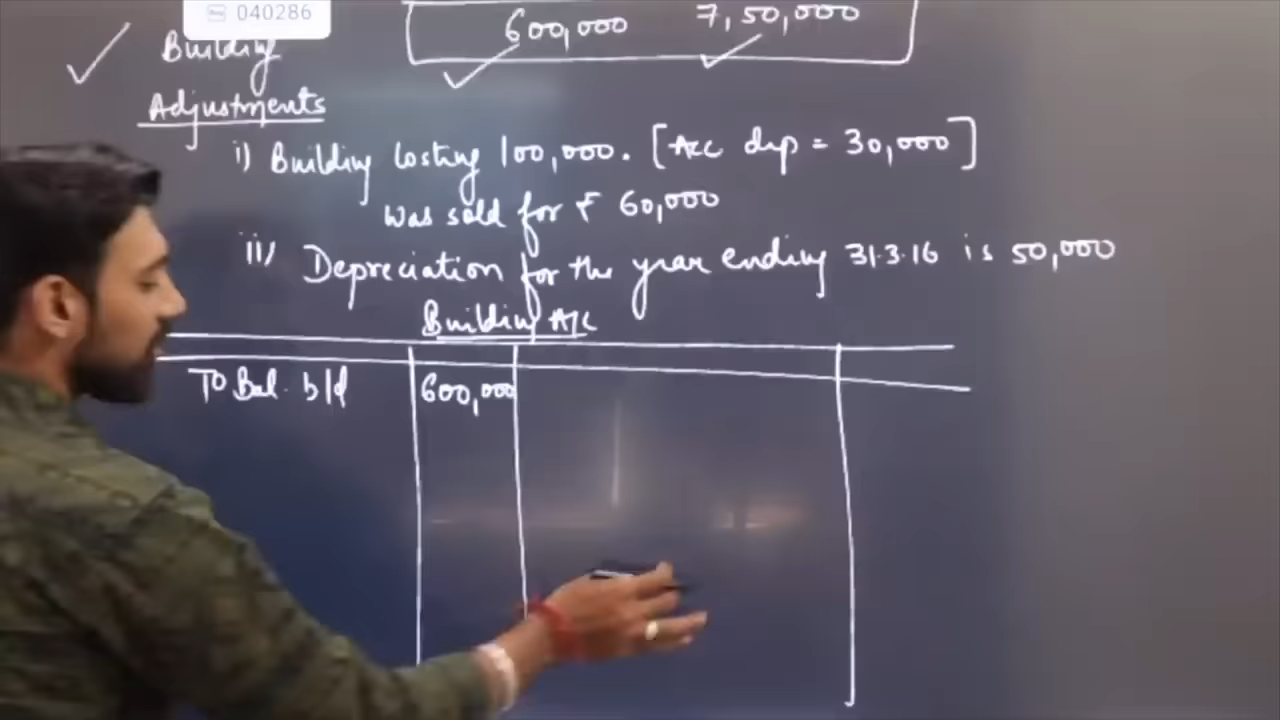 040286
600,000 7,50,000
Building
Adjustments
i) Building Costing 100,000. [Acc dep = 30,000]
was sold for ₹ 60,000
ii) Depreciation for the year ending 31.3.16 is 50,000
Building A/c
To Bal. b/d 600,000